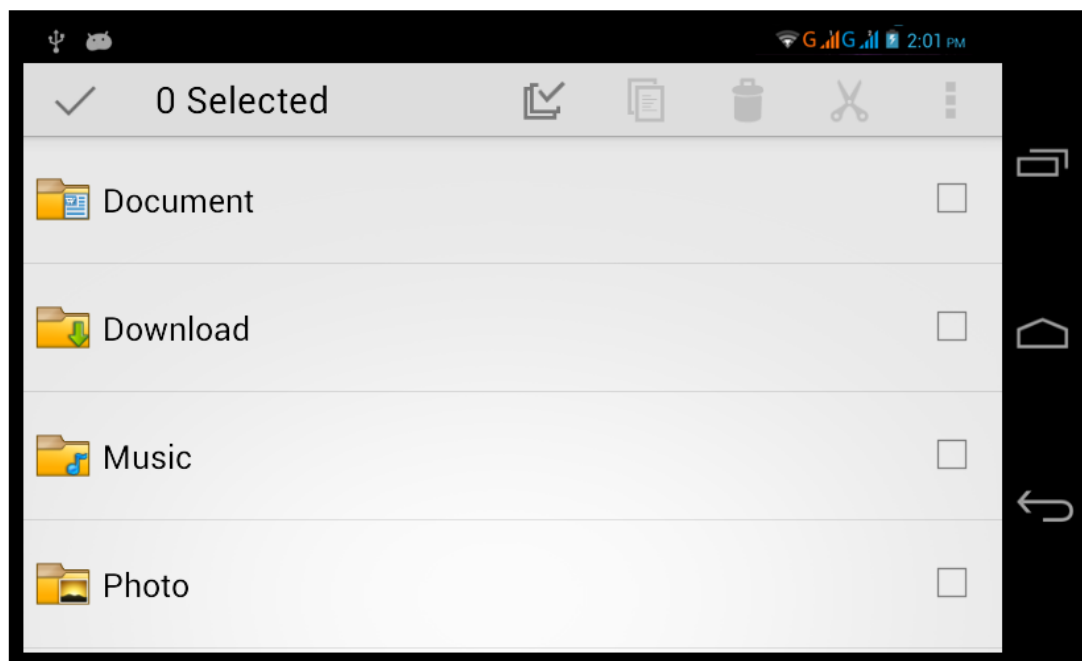 G G 2:01 PM
0 Selected
Document
Download
Music
Photo